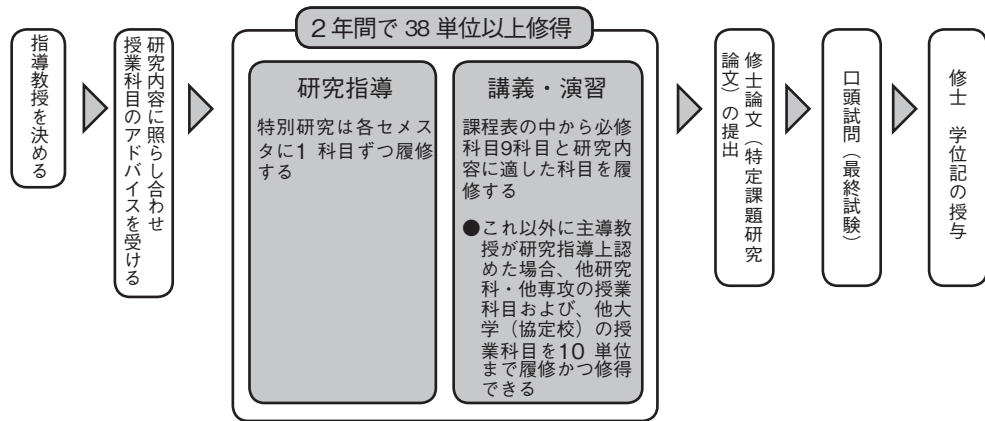 指導教授を決める
研究内容に照らし合わせ
授業科目のアドバイスを受ける
2年間で38単位以上修得
研究指導
特別研究は各セメス
タに1 科目ずつ履修
する
講義・演習
課程表の中から必修
科目9科目と研究内
容に適した科目を履
修する
●これ以外に主導教
授が研究指導上認
めた場合、他研究
科・他専攻の授業
科目および、他大
学（協定校）の授
業科目を10 単位
まで履修かつ修得
できる
修士論文（特定課題研究
論文）の提出
口頭試問（最終試験）
修士 学位記の授与